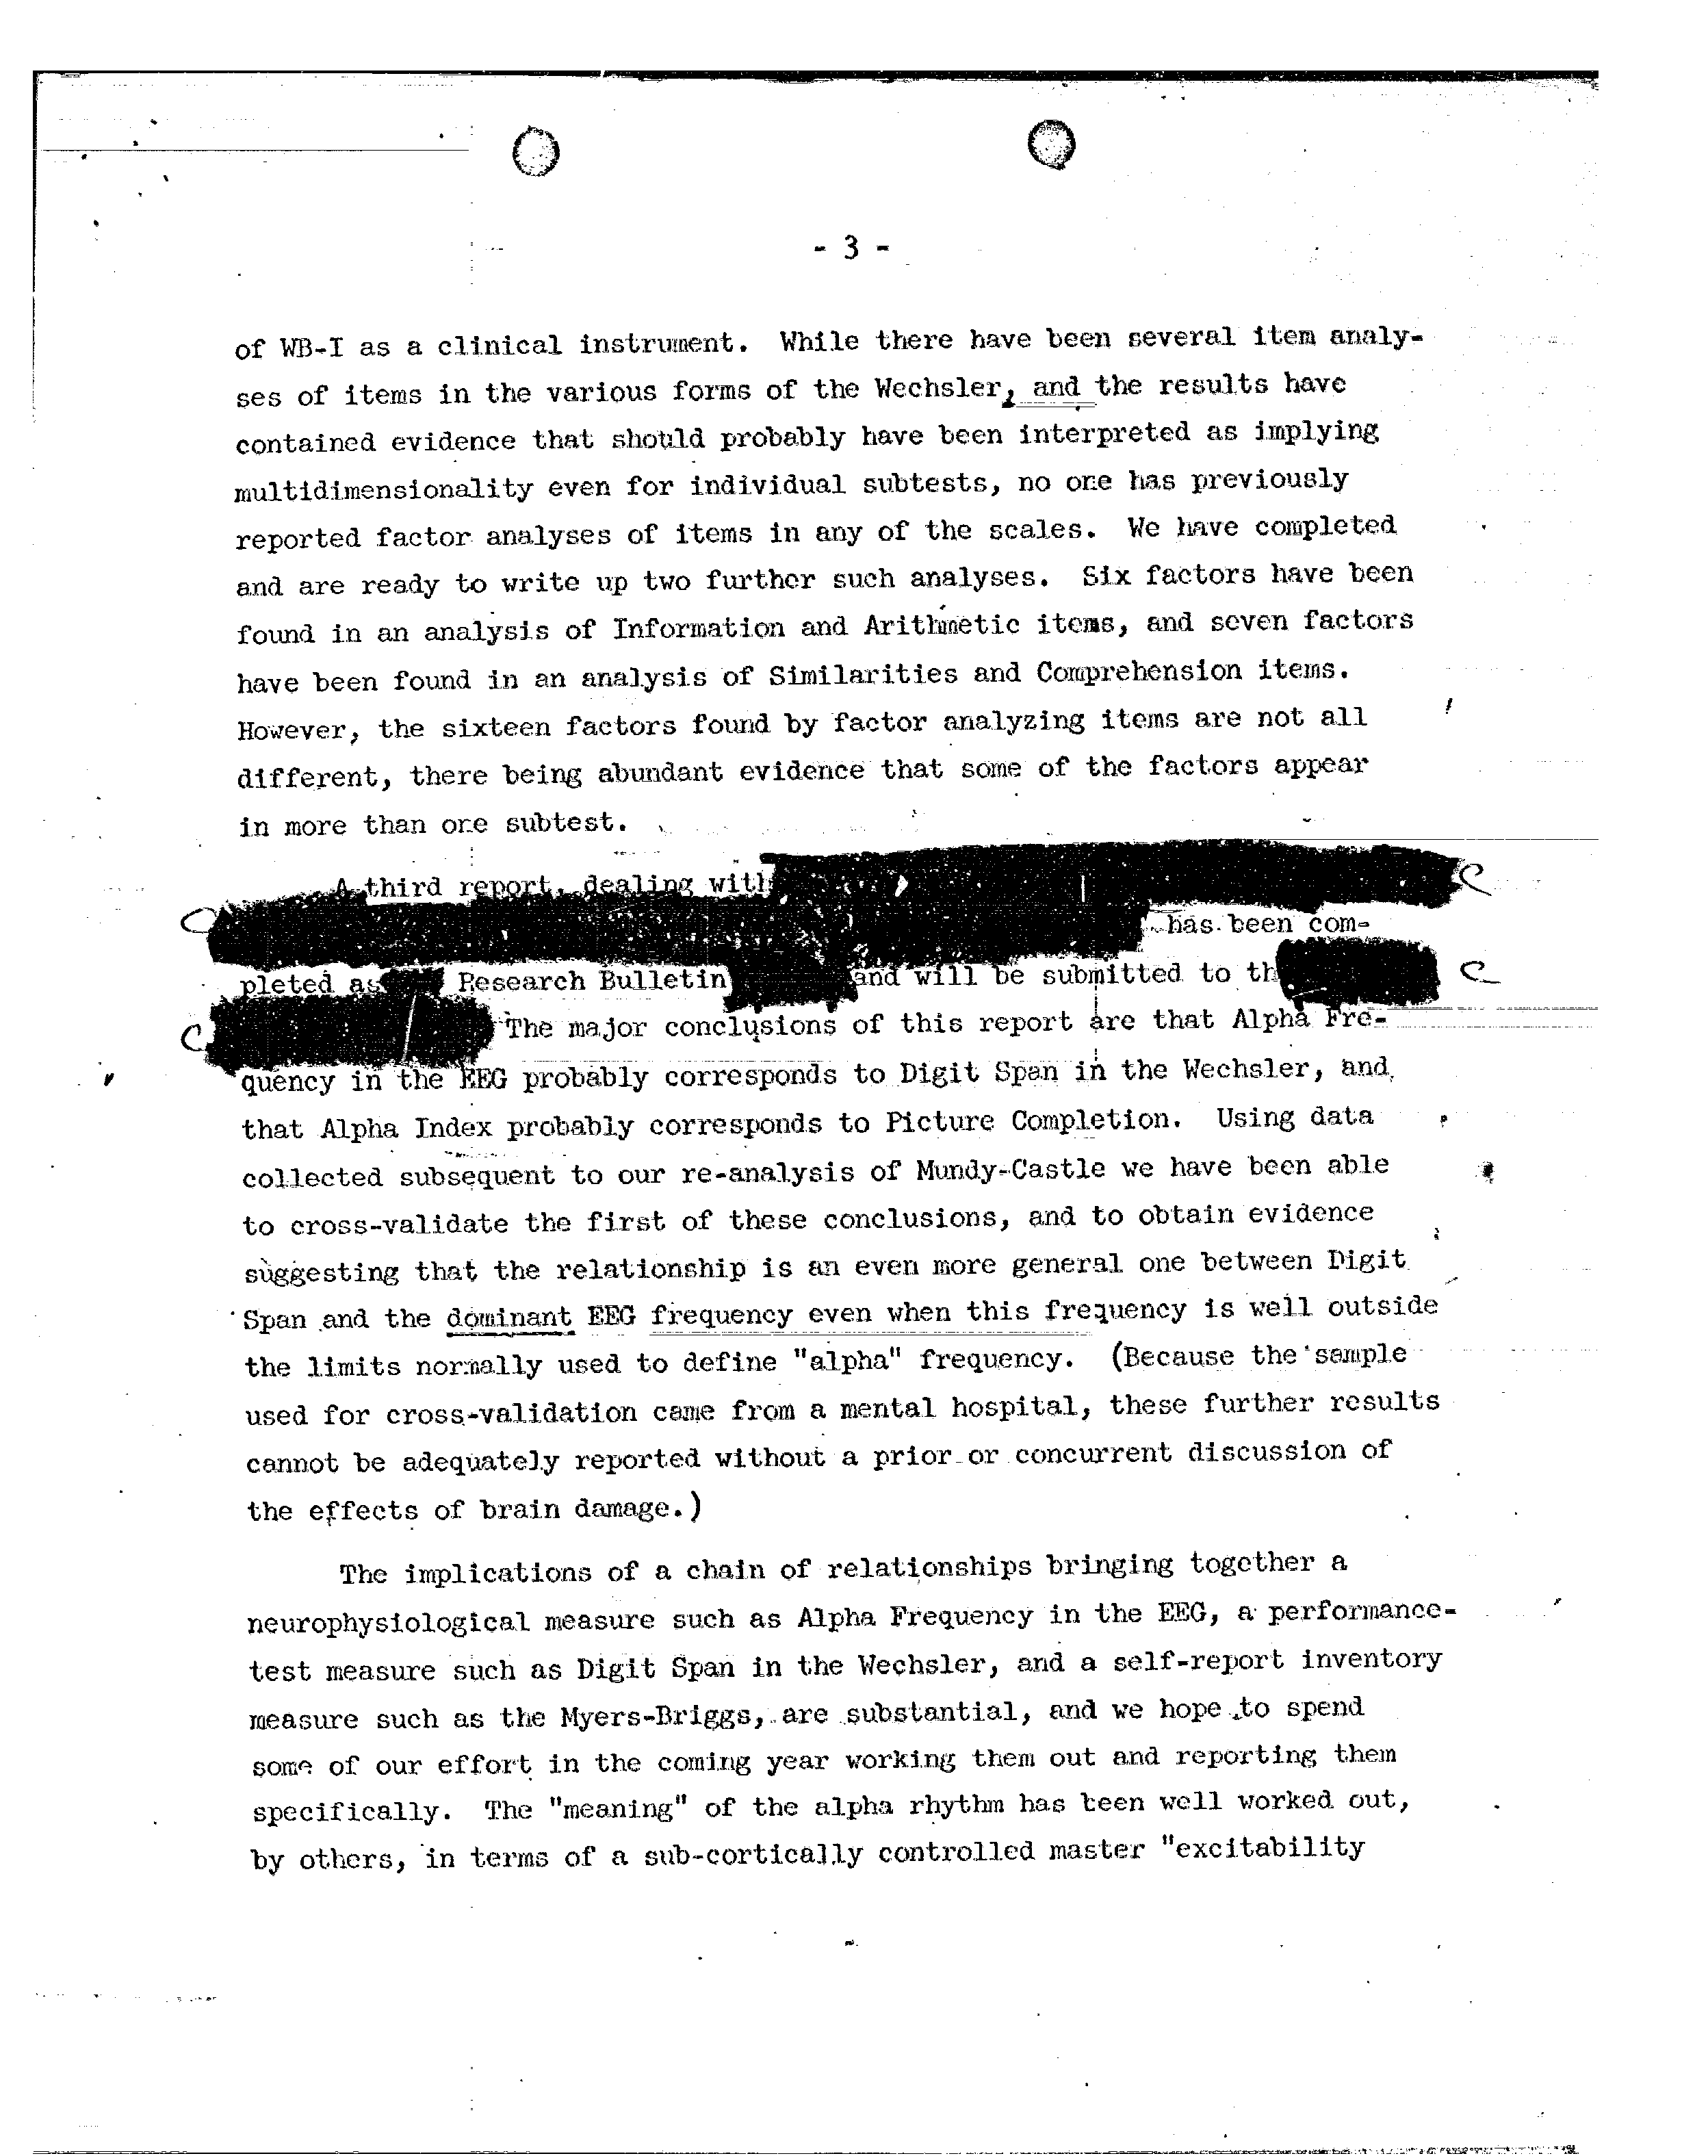 - 3 -
of WB-I as a clinical instrument. While there have been several item analy-
ses of items in the various forms of the Wechsler, and the results have
contained evidence that should probably have been interpreted as implying
multidimensionality even for individual subtests, no one has previously
reported factor analyses of items in any of the scales. We have completed
and are ready to write up two further such analyses. Six factors have been
found in an analysis of Information and Arithmetic items, and seven factors
have been found in an analysis of Similarities and Comprehension items.
However, the sixteen factors found by factor analyzing items are not all
different, there being abundant evidence that some of the factors appear
in more than one subtest.
A third report, dealing with
C
C has been com-
pleted as Research Bulletin and will be submitted to th C
C The major conclusions of this report are that Alpha Fre-
quency in the EEG probably corresponds to Digit Span in the Wechsler, and
that Alpha Index probably corresponds to Picture Completion. Using data
collected subsequent to our re-analysis of Mundy-Castle we have been able
to cross-validate the first of these conclusions, and to obtain evidence
suggesting that the relationship is an even more general one between Digit
Span and the dominant EEG frequency even when this frequency is well outside
the limits normally used to define "alpha" frequency. (Because the sample
used for cross-validation came from a mental hospital, these further results
cannot be adequately reported without a prior or concurrent discussion of
the effects of brain damage.)
The implications of a chain of relationships bringing together a
neurophysiological measure such as Alpha Frequency in the EEG, a performance-
test measure such as Digit Span in the Wechsler, and a self-report inventory
measure such as the Myers-Briggs, are substantial, and we hope to spend
some of our effort in the coming year working them out and reporting them
specifically. The "meaning" of the alpha rhythm has been well worked out,
by others, in terms of a sub-cortically controlled master "excitability